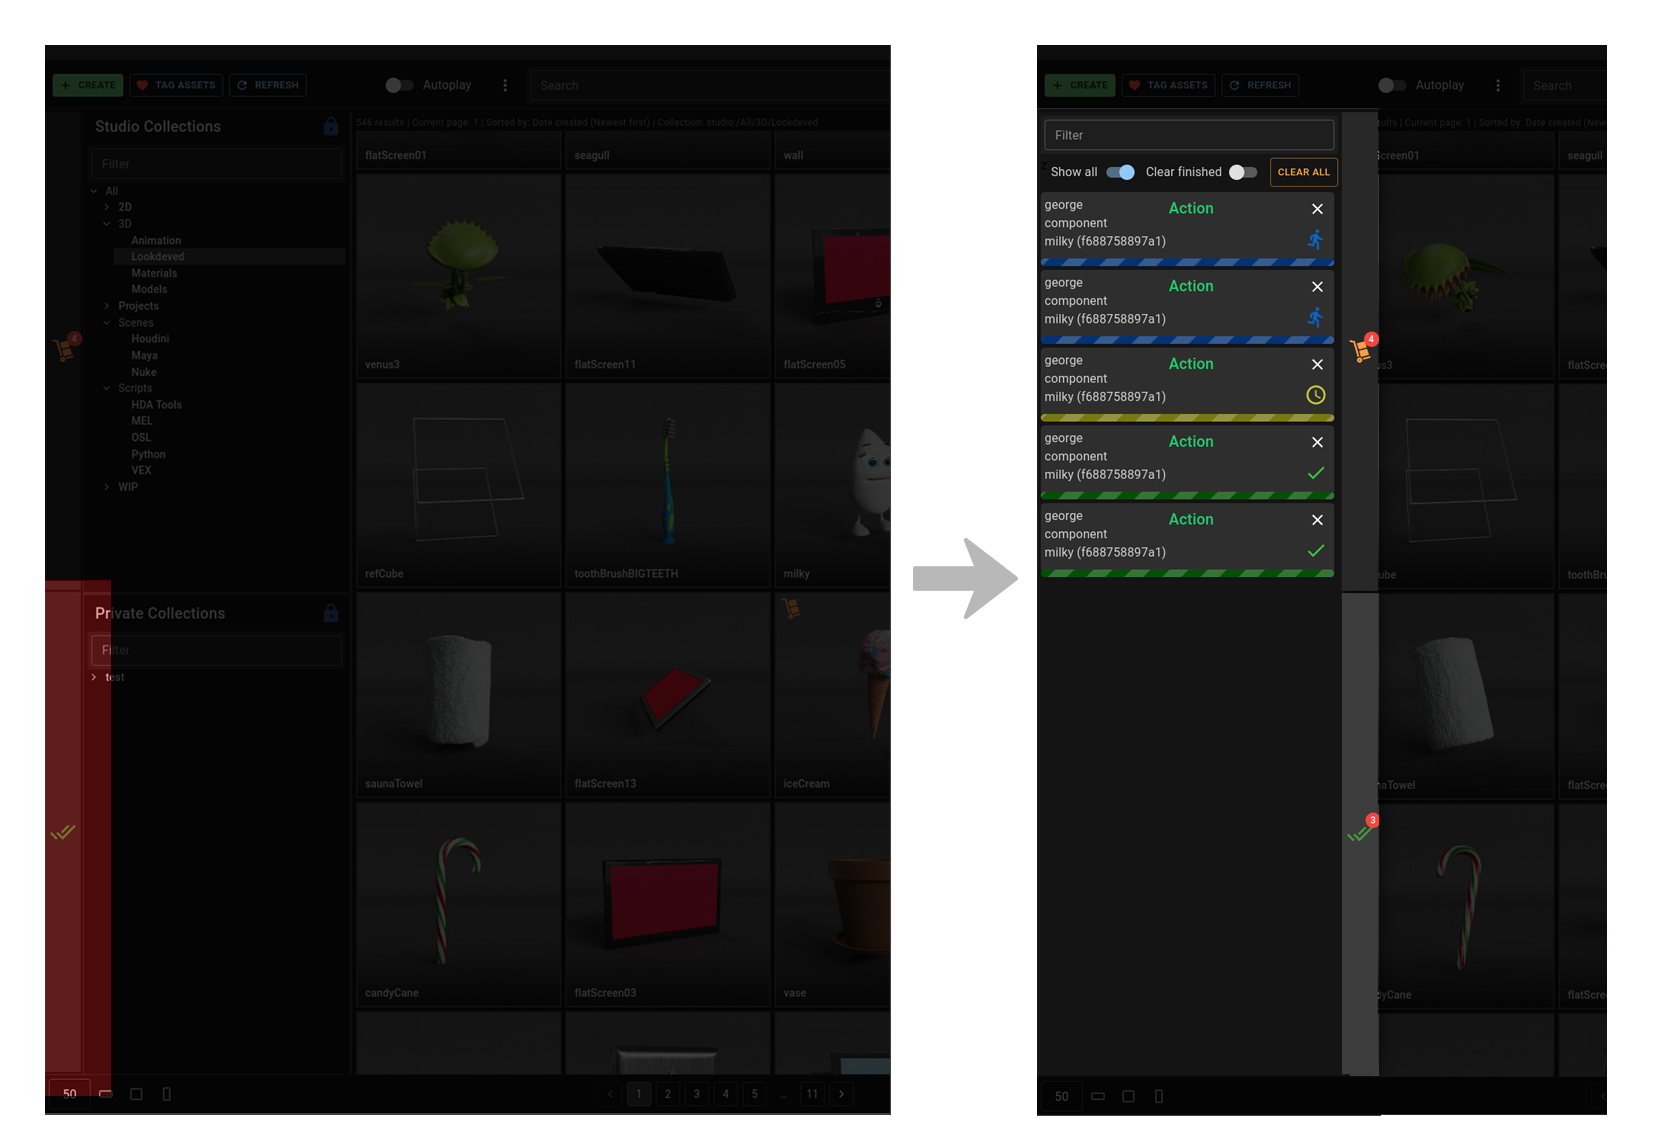 CREATE
TAG ASSETS
REFRESH
Autoplay
Search
Studio Collections
546 results | Current page: 1 | Sorted by: Date created (Newest first) | Collection: studio:/All/3D/Lookdeved
Filter
All
2D
3D
Animation
Lookdeved
Materials
Models
Projects
Scenes
Houdini
Maya
Nuke
Scripts
HDA Tools
MEL
OSL
Python
VEX
WIP
4
Private Collections
Filter
test
flatScreen01
seagull
wall
venus3
flatScreen11
flatScreen05
refCube
toothBrushBIGTEETH
milky
saunaTowel
flatScreen13
iceCream
candyCane
flatScreen03
vase
50
1
2
3
4
5
...
11
CREATE
TAG ASSETS
REFRESH
Autoplay
Search
Filter
Show all
Clear finished
CLEAR ALL
george
Action
component
milky (f688758897a1)
george
Action
component
milky (f688758897a1)
george
Action
component
milky (f688758897a1)
george
Action
component
milky (f688758897a1)
george
Action
component
milky (f688758897a1)
4
3
ults | Current page: 1 | Sorted by: Date created (New
creen01
seagull
us3
flatScre
ube
toothBru
aTowel
flatScre
dyCane
flatScre
50